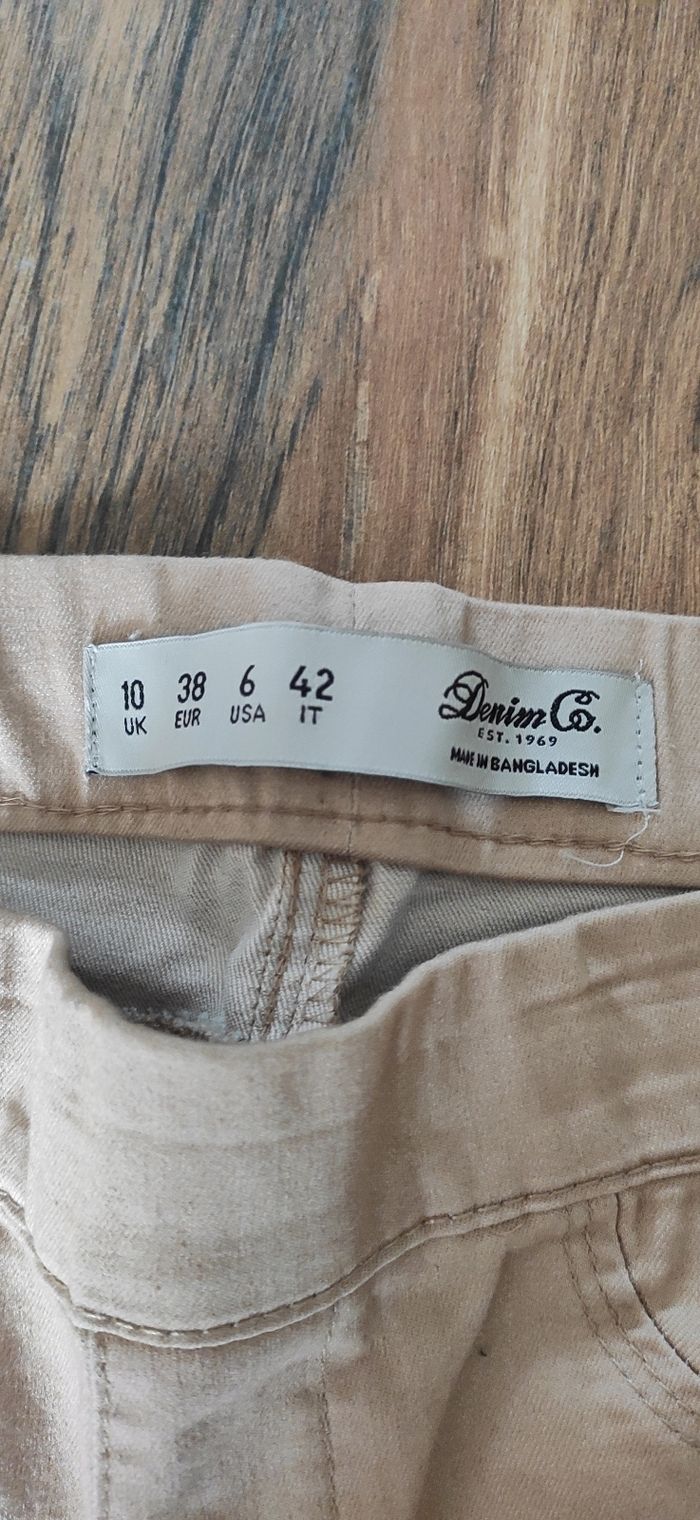 10 38 6 42
UK EUR USA IT
Denim Co.
EST. 1969
MADE IN BANGLADESH